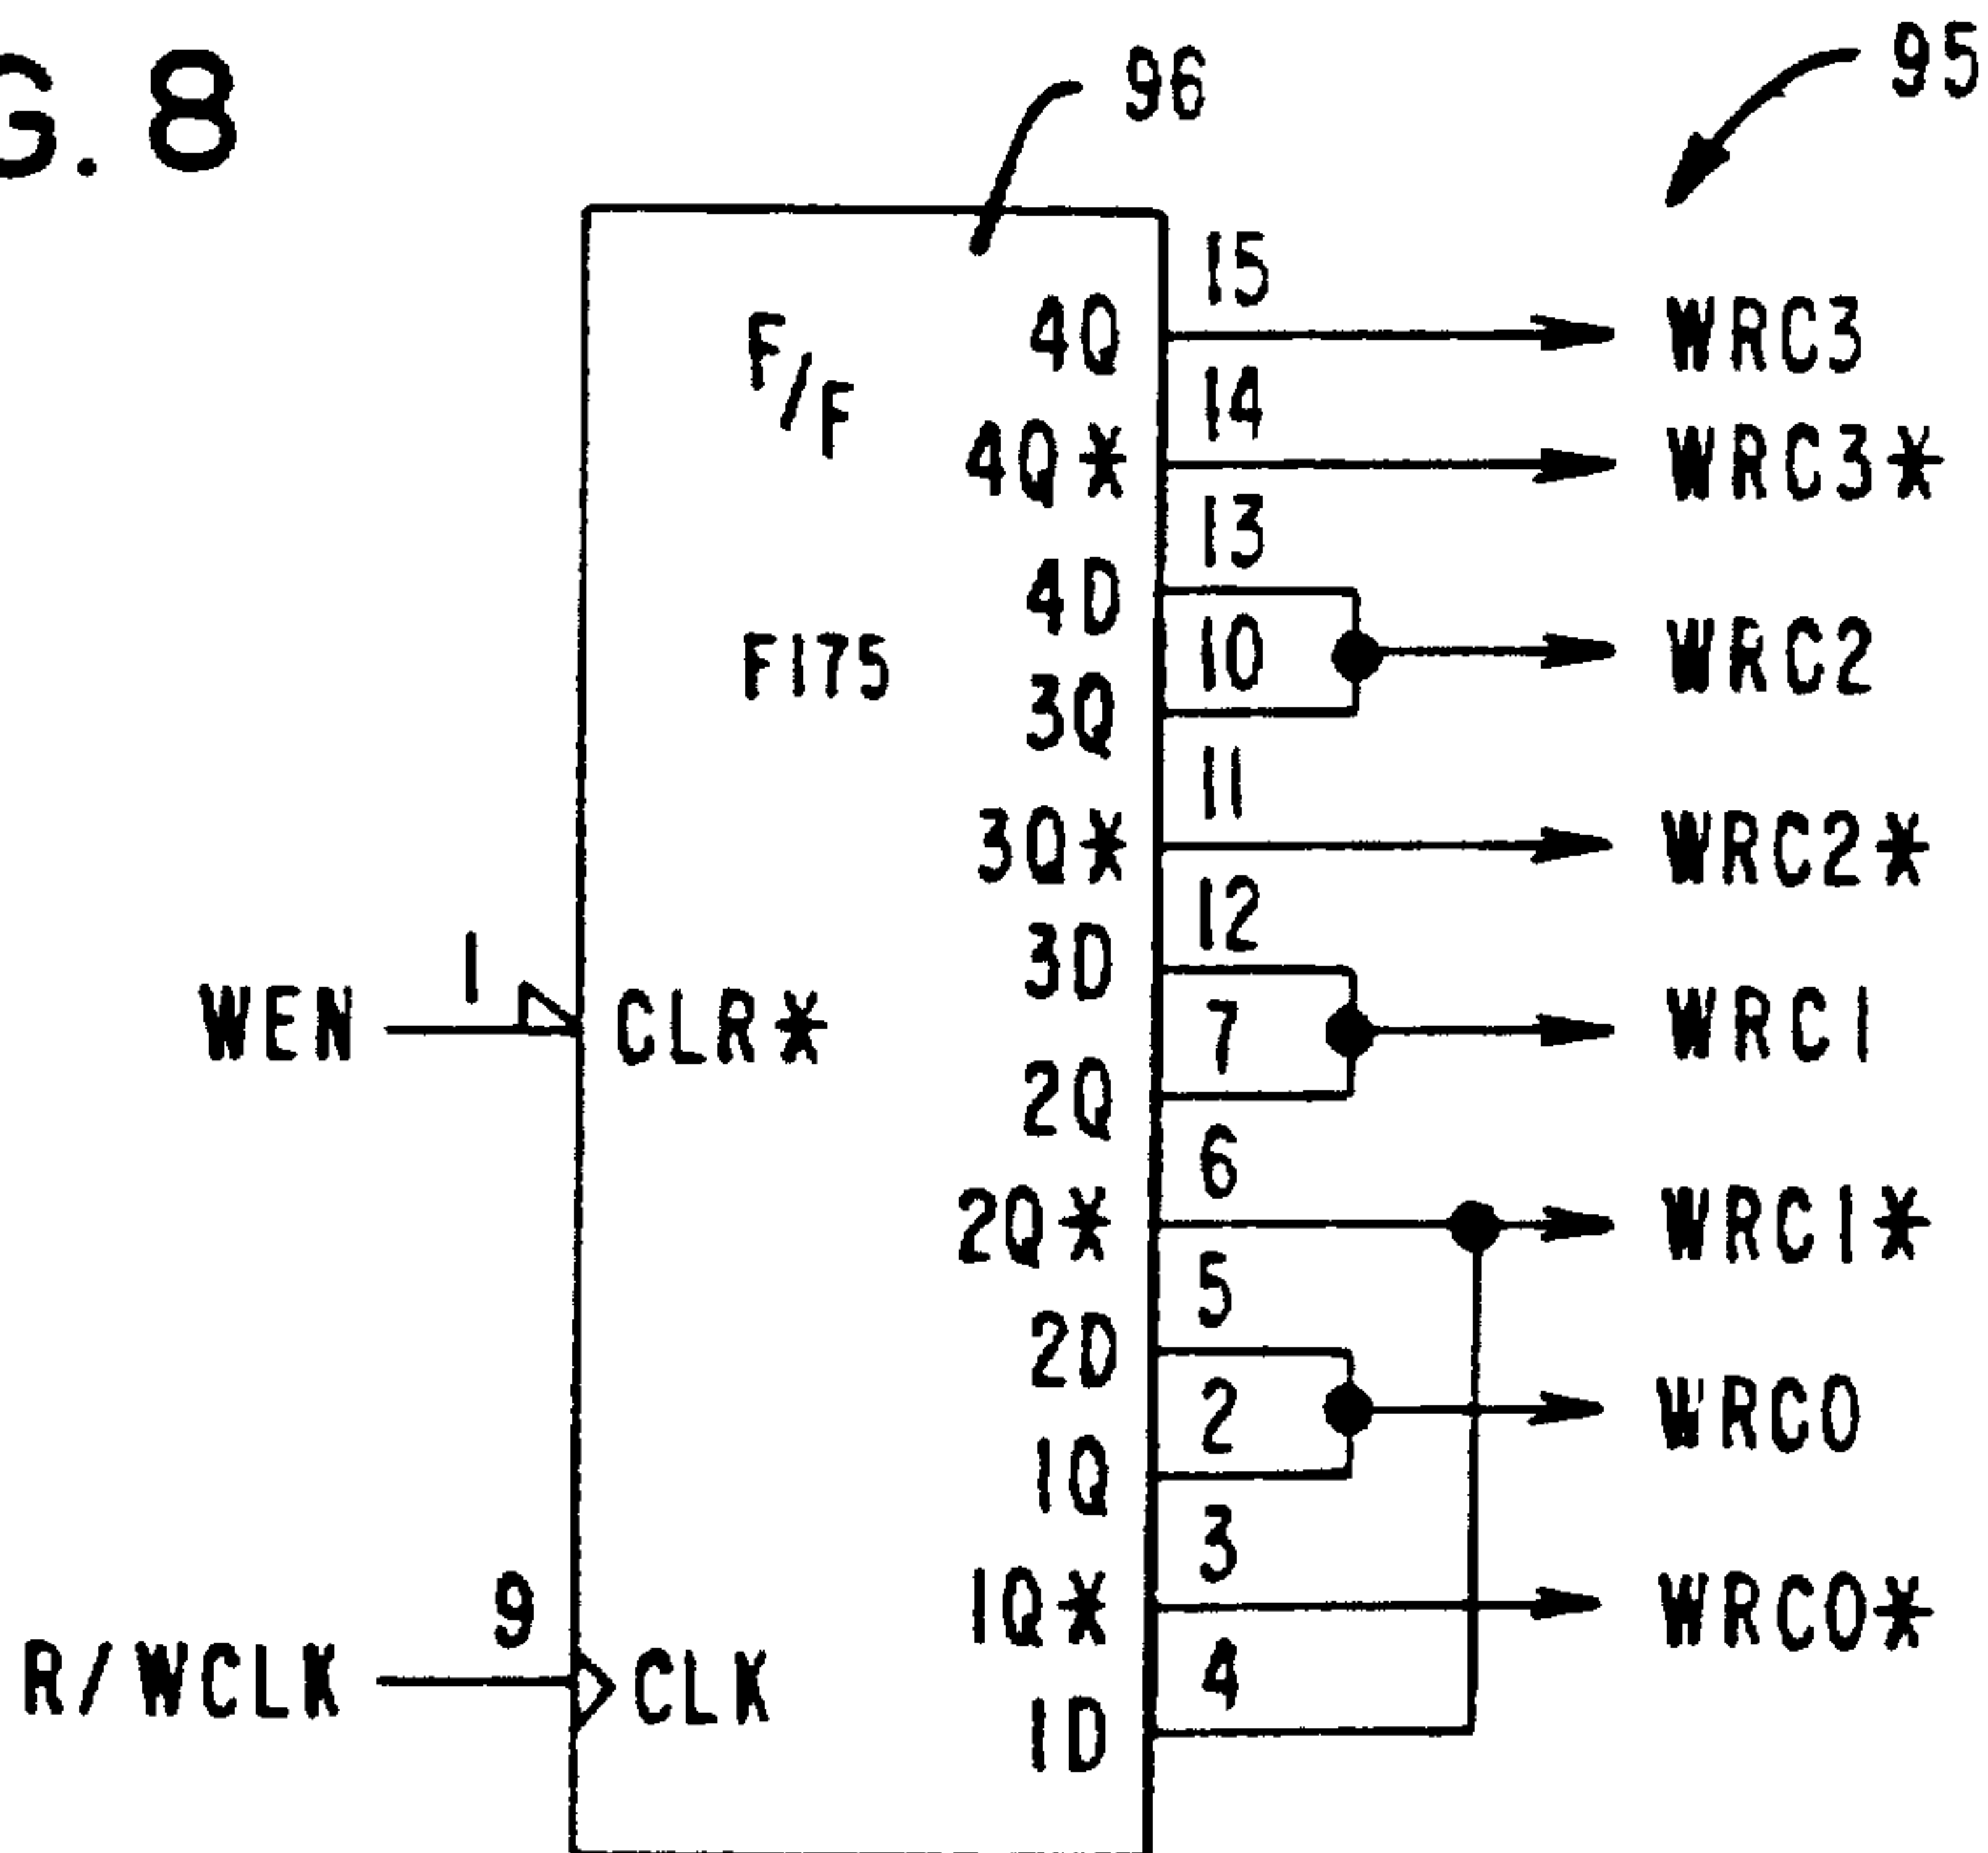 G. 8
96
95
15
4Q
WRC3
F/F
14
4Q*
WRC3*
13
4D
F175
10
WRC2
3Q
11
3Q*
WRC2*
12
3D
1
WEN
CLR*
7
WRC1
2Q
6
2Q*
WRC1*
5
2D
2
WRC0
1Q
3
1Q*
WRC0*
9
R/WCLK
CLK
4
1D